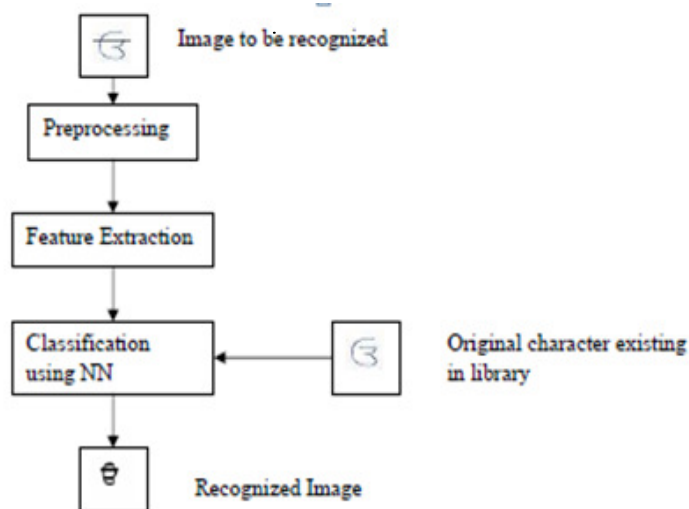 Image to be recognized
Preprocessing
Feature Extraction
Classification
using NN
Original character existing
in library
Recognized Image